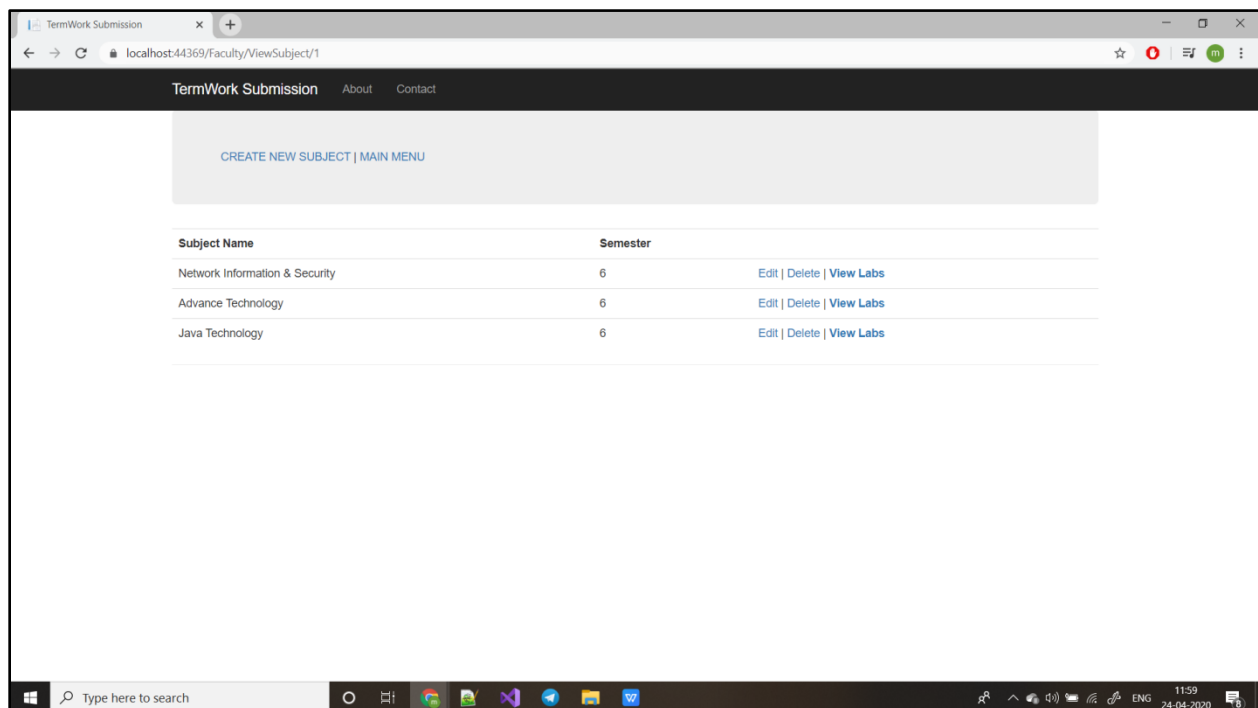 TermWork Submission
localhost:44369/Faculty/ViewSubject/1
m
TermWork Submission About Contact
CREATE NEW SUBJECT | MAIN MENU
Subject Name Semester
Network Information & Security 6 Edit | Delete | View Labs
Advance Technology 6 Edit | Delete | View Labs
Java Technology 6 Edit | Delete | View Labs
Type here to search
ENG
11:59
24-04-2020
8